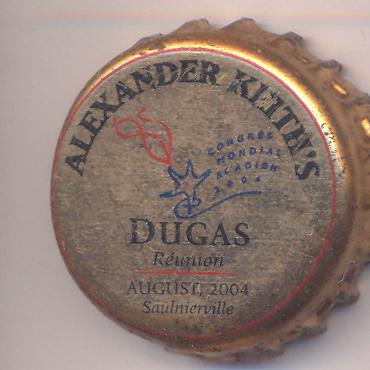 ALEXANDER KEITH'S
CONGRÈS
MONDIAL
ACADIEN
2004
DUGAS
Réunion
AUGUST, 2004
Saulnierville